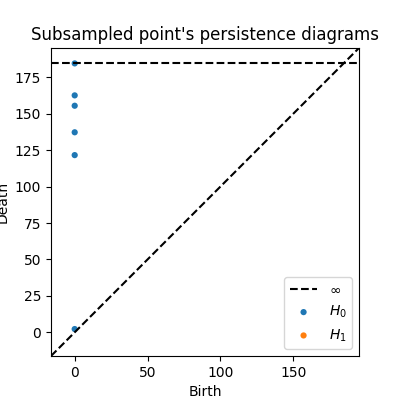 Subsampled point's persistence diagrams
175
150
125
100
75
50
25
0
Death
0 50 100 150
Birth
∞
H₀
H₁